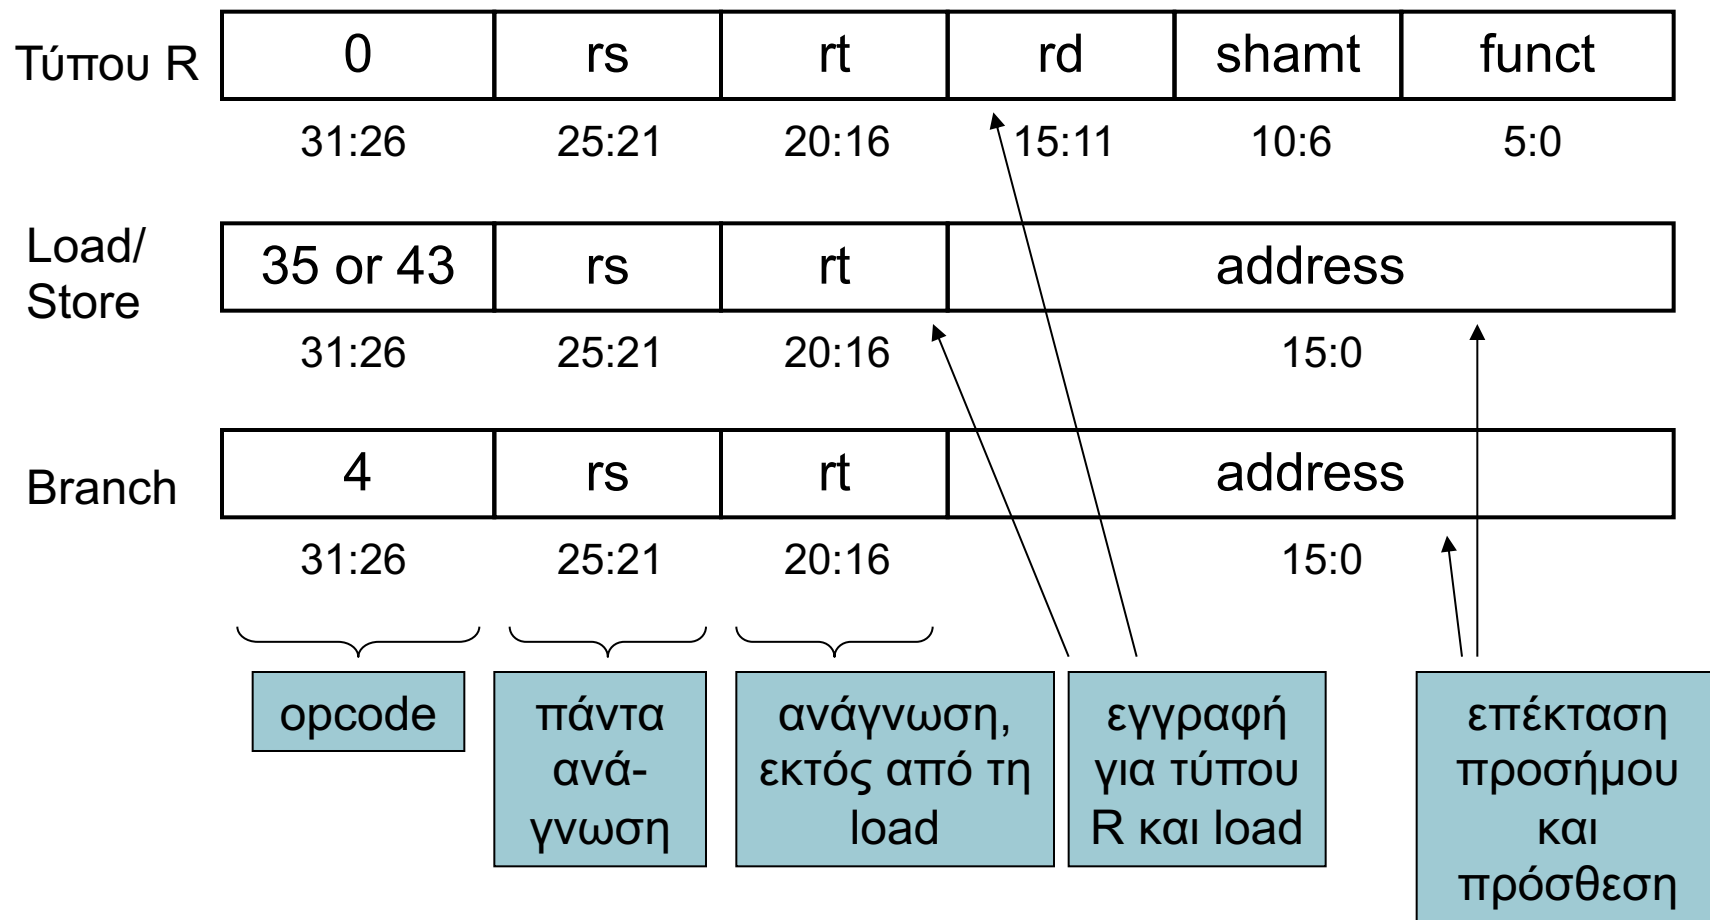 Τύπου R 0 rs rt rd shamt funct
31:26 25:21 20:16 15:11 10:6 5:0
Load/
Store
35 or 43 rs rt address
31:26 25:21 20:16 15:0
Branch 4 rs rt address
31:26 25:21 20:16 15:0
opcode
πάντα
ανά-
γνωση
ανάγνωση,
εκτός από τη
load
εγγραφή
για τύπου
R και load
επέκταση
προσήμου
και
πρόσθεση